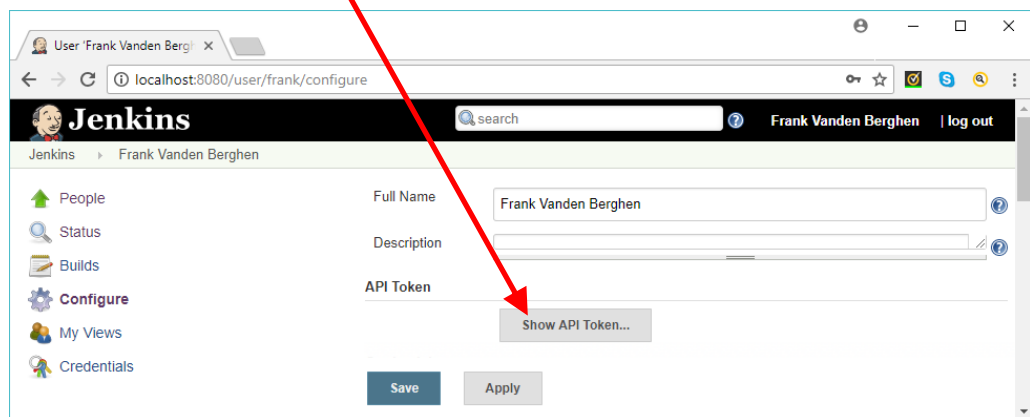 User 'Frank Vanden Bergh
localhost:8080/user/frank/configure
Jenkins
search
Frank Vanden Berghen | log out
Jenkins Frank Vanden Berghen
People
Status
Builds
Configure
My Views
Credentials
Full Name
Frank Vanden Berghen
Description
API Token
Show API Token...
Save
Apply